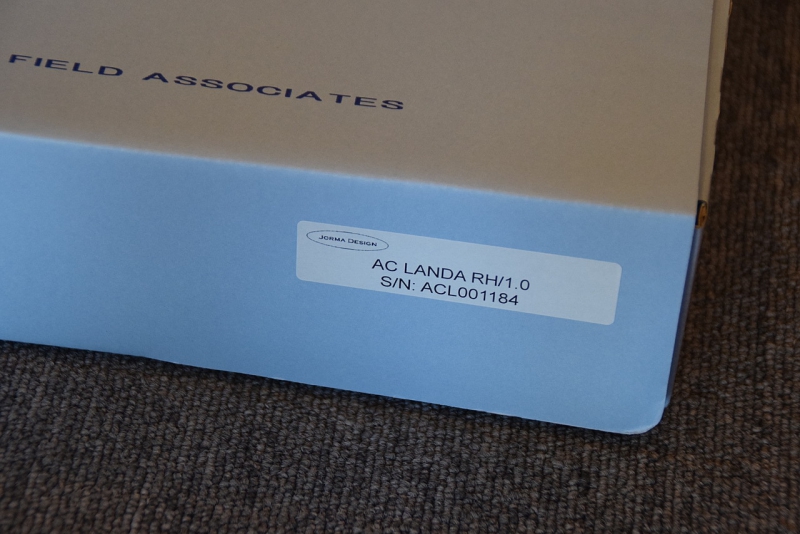 FIELD ASSOCIATES
JORMA DESIGN
AC LANDA RH/1.0
S/N: ACL001184